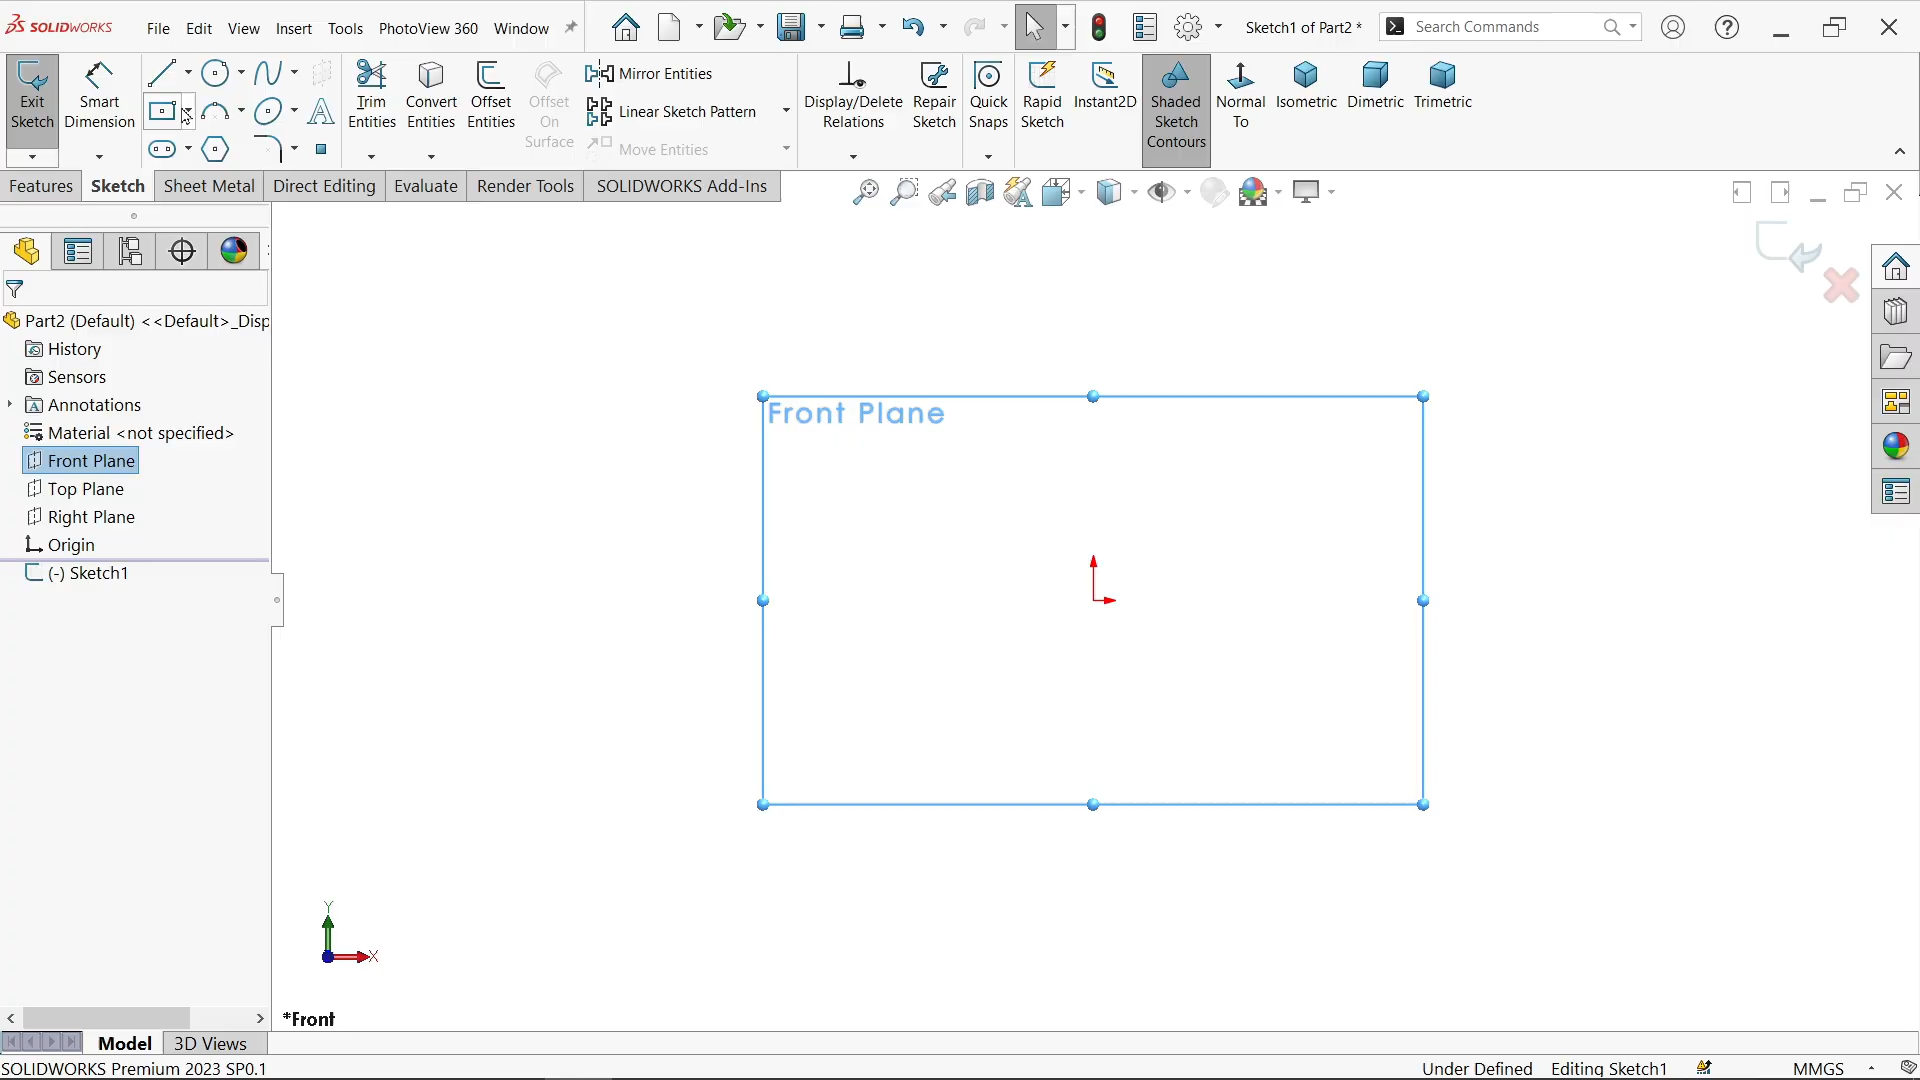 SOLIDWORKS
File Edit View Insert Tools PhotoView 360 Window
Sketch1 of Part2 *
Search Commands
Exit Sketch
Smart Dimension
Trim Entities
Convert Entities
Offset Entities
Offset On Surface
Mirror Entities
Linear Sketch Pattern
Move Entities
Display/Delete Relations
Repair Sketch
Quick Snaps
Rapid Sketch
Instant2D
Shaded Sketch Contours
Normal To
Isometric
Dimetric
Trimetric
Features Sketch Sheet Metal Direct Editing Evaluate Render Tools SOLIDWORKS Add-Ins
Part2 (Default) <<Default>_Disp
History
Sensors
Annotations
Material <not specified>
Front Plane
Top Plane
Right Plane
Origin
(-) Sketch1
Front Plane
Y
X
*Front
Model 3D Views
SOLIDWORKS Premium 2023 SP0.1
Under Defined Editing Sketch1 MMGS